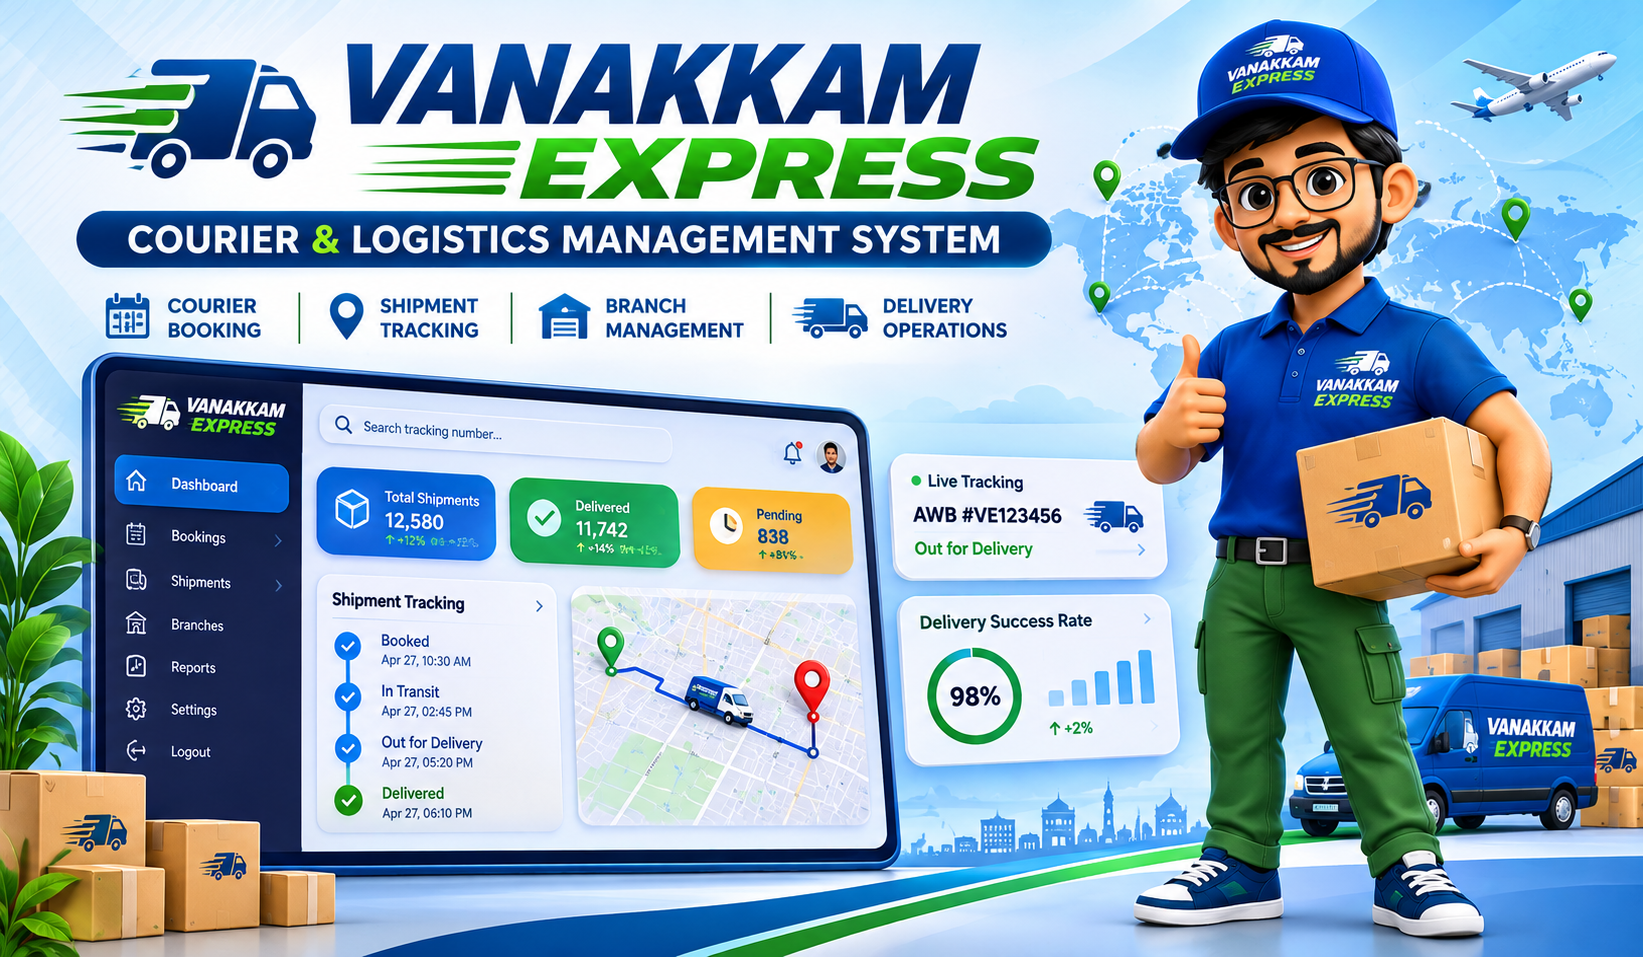 VANAKKAM
EXPRESS
COURIER & LOGISTICS MANAGEMENT SYSTEM
COURIER
BOOKING
SHIPMENT
TRACKING
BRANCH
MANAGEMENT
DELIVERY
OPERATIONS
VANAKKAM
EXPRESS
Search tracking number...
Dashboard
Bookings
Shipments
Branches
Reports
Settings
Logout
Total Shipments
12,580
+12%
Delivered
11,742
+14%
Pending
838
Shipment Tracking
Booked
Apr 27, 10:30 AM
In Transit
Apr 27, 02:45 PM
Out for Delivery
Apr 27, 05:20 PM
Delivered
Apr 27, 06:10 PM
Live Tracking
AWB #VE123456
Out for Delivery
Delivery Success Rate
98%
+2%
VANAKKAM
EXPRESS
VANAKKAM
EXPRESS
VANAKKAM
EXPRESS